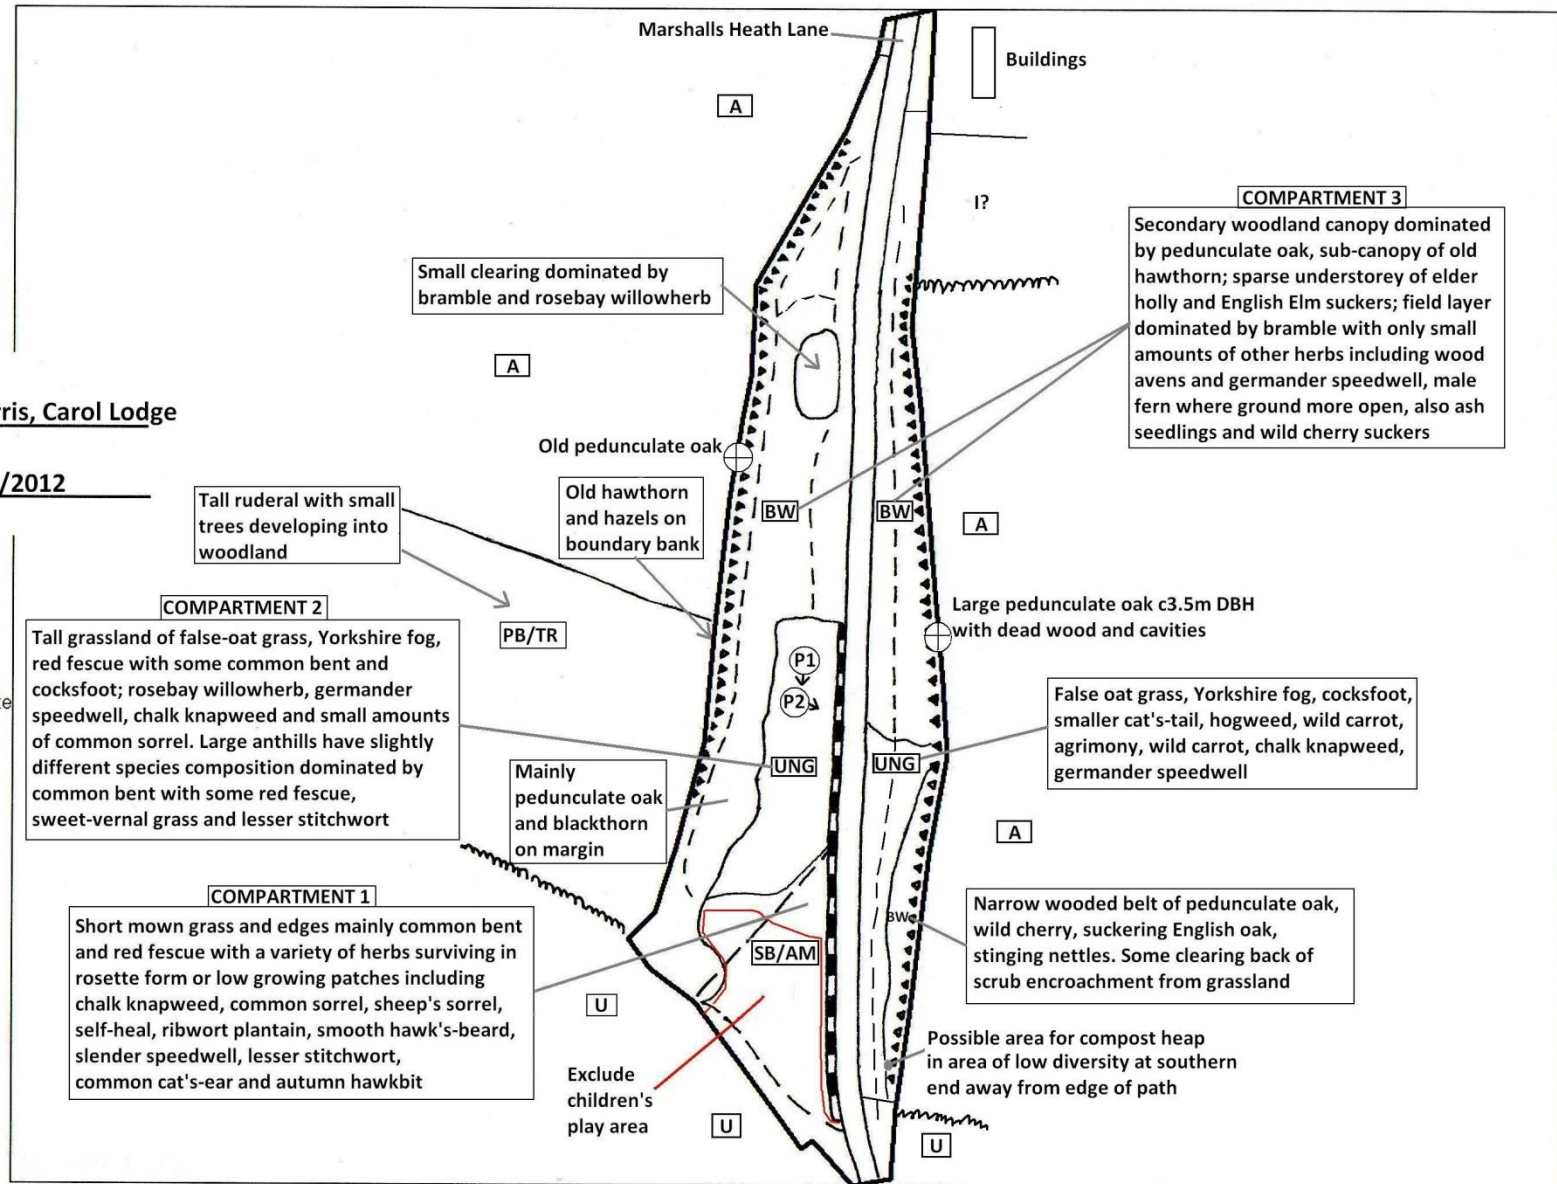 Marshalls Heath Lane
Buildings
A
I?
COMPARTMENT 3
Secondary woodland canopy dominated
by pedunculate oak, sub-canopy of old
hawthorn; sparse understorey of elder
holly and English Elm suckers; field layer
dominated by bramble with only small
amounts of other herbs including wood
avens and germander speedwell, male
fern where ground more open, also ash
seedlings and wild cherry suckers
Small clearing dominated by
bramble and rosebay willowherb
A
ris, Carol Lodge
/2012
Old pedunculate oak
Old hawthorn
and hazels on
boundary bank
BW
BW
A
Tall ruderal with small
trees developing into
woodland
PB/TR
Large pedunculate oak c3.5m DBH
with dead wood and cavities
COMPARTMENT 2
Tall grassland of false-oat grass, Yorkshire fog,
red fescue with some common bent and
cocksfoot; rosebay willowherb, germander
speedwell, chalk knapweed and small amounts
of common sorrel. Large anthills have slightly
different species composition dominated by
common bent with some red fescue,
sweet-vernal grass and lesser stitchwort
te
P1
P2
UNG
UNG
False oat grass, Yorkshire fog, cocksfoot,
smaller cat's-tail, hogweed, wild carrot,
agrimony, wild carrot, chalk knapweed,
germander speedwell
Mainly
pedunculate oak
and blackthorn
on margin
A
COMPARTMENT 1
Short mown grass and edges mainly common bent
and red fescue with a variety of herbs surviving in
rosette form or low growing patches including
chalk knapweed, common sorrel, sheep's sorrel,
self-heal, ribwort plantain, smooth hawk's-beard,
slender speedwell, lesser stitchwort,
common cat's-ear and autumn hawkbit
SB/AM
BW
Narrow wooded belt of pedunculate oak,
wild cherry, suckering English oak,
stinging nettles. Some clearing back of
scrub encroachment from grassland
U
Exclude
children's
play area
Possible area for compost heap
in area of low diversity at southern
end away from edge of path
U
U